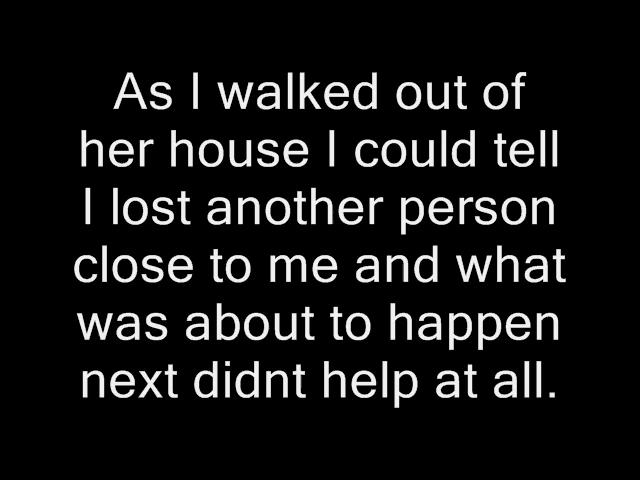 As I walked out of
her house I could tell
I lost another person
close to me and what
was about to happen
next didnt help at all.